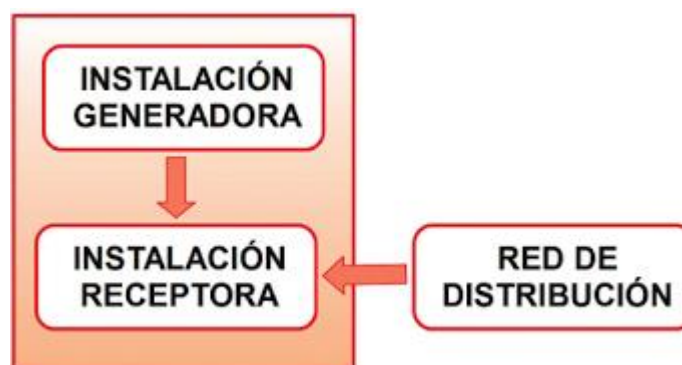 INSTALACIÓN
GENERADORA
INSTALACIÓN
RECEPTORA
RED DE
DISTRIBUCIÓN